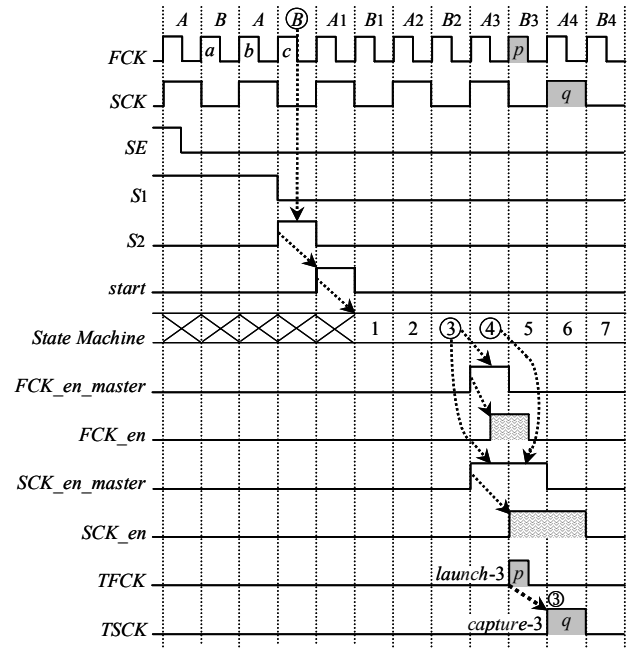 A B A Ⓑ A1 B1 A2 B2 A3 B3 A4 B4
FCK a b c p
SCK q
SE
S1
S2
start
State Machine 1 2 ③ ④ 5 6 7
FCK_en_master
FCK_en
SCK_en_master
SCK_en
TFCK launch-3 p
③
TSCK capture-3 q